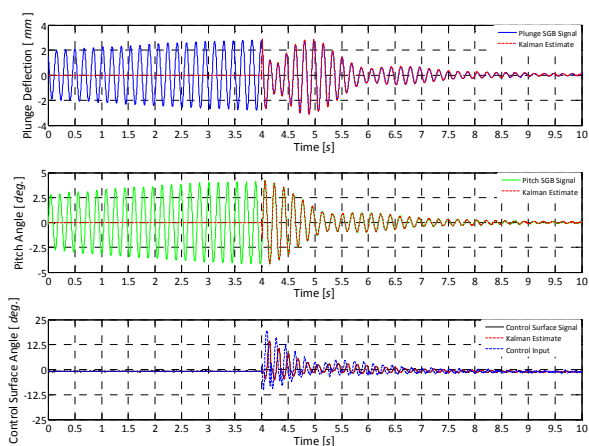 Plunge Deflection [ mm ]
4
2
0
-2
-4
0 0.5 1 1.5 2 2.5 3 3.5 4 4.5 5 5.5 6 6.5 7 7.5 8 8.5 9 9.5 10
Time [s]
Plunge SGB Signal
Kalman Estimate
Pitch Angle [ deg. ]
5
2.5
0
-2.5
-5
0 0.5 1 1.5 2 2.5 3 3.5 4 4.5 5 5.5 6 6.5 7 7.5 8 8.5 9 9.5 10
Time [s]
Pitch SGB Signal
Kalman Estimate
Control Surface Angle [ deg. ]
25
12.5
0
-12.5
-25
0 0.5 1 1.5 2 2.5 3 3.5 4 4.5 5 5.5 6 6.5 7 7.5 8 8.5 9 9.5 10
Time [s]
Control Surface Signal
Kalman Estimate
Control Input